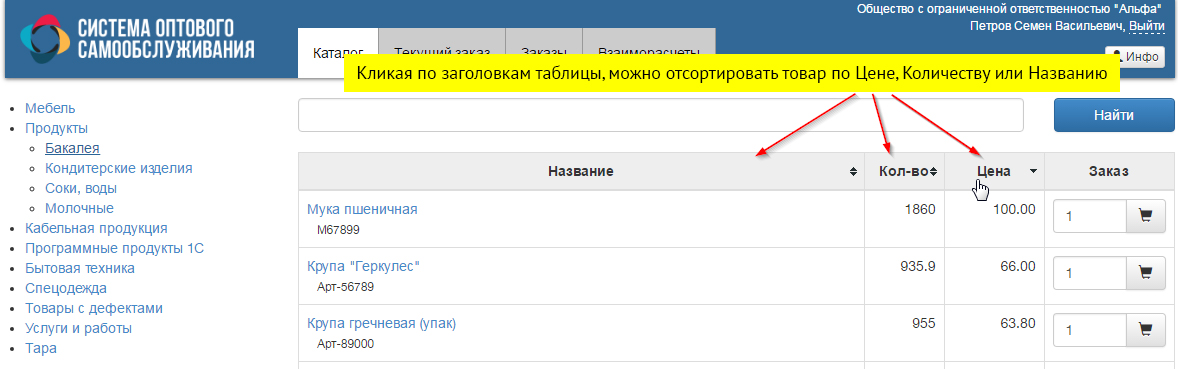 СИСТЕМА ОПТОВОГО
САМООБСЛУЖИВАНИЯ
Общество с ограниченной ответственностью "Альфа"
Петров Семен Васильевич, Выйти
Каталог Текущий заказ Заказы Взаиморасчеты
Инфо
Кликая по заголовкам таблицы, можно отсортировать товар по Цене, Количеству или Названию
Мебель
Продукты
Бакалея
Кондитерские изделия
Соки, воды
Молочные
Кабельная продукция
Программные продукты 1С
Бытовая техника
Спецодежда
Товары с дефектами
Услуги и работы
Тара
Найти
Название Кол-во Цена Заказ
Мука пшеничная 1860 100.00 1
М67899
Крупа "Геркулес" 935.9 66.00 1
Арт-56789
Крупа гречневая (упак) 955 63.80 1
Арт-89000